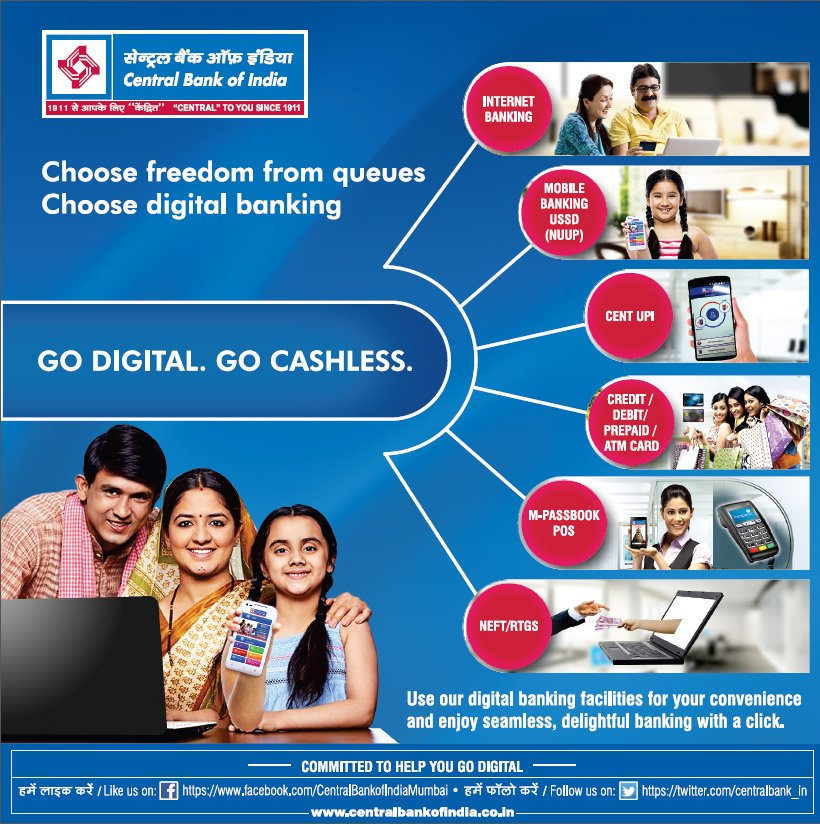 सेन्ट्रल बैंक ऑफ़ इंडिया
Central Bank of India
1911 से आपके लिए “केंद्रित” “CENTRAL” TO YOU SINCE 1911
Choose freedom from queues
Choose digital banking
GO DIGITAL. GO CASHLESS.
INTERNET
BANKING
MOBILE
BANKING
USSD
(NUUP)
CENT UPI
CREDIT /
DEBIT/
PREPAID /
ATM CARD
M-PASSBOOK
POS
NEFT/RTGS
Use our digital banking facilities for your convenience
and enjoy seamless, delightful banking with a click.
COMMITTED TO HELP YOU GO DIGITAL
हमें लाइक करें / Like us on: f https://www.facebook.com/CentralBankofIndiaMumbai • हमें फॉलो करें / Follow us on: https://twitter.com/centralbank_in
www.centralbankofindia.co.in